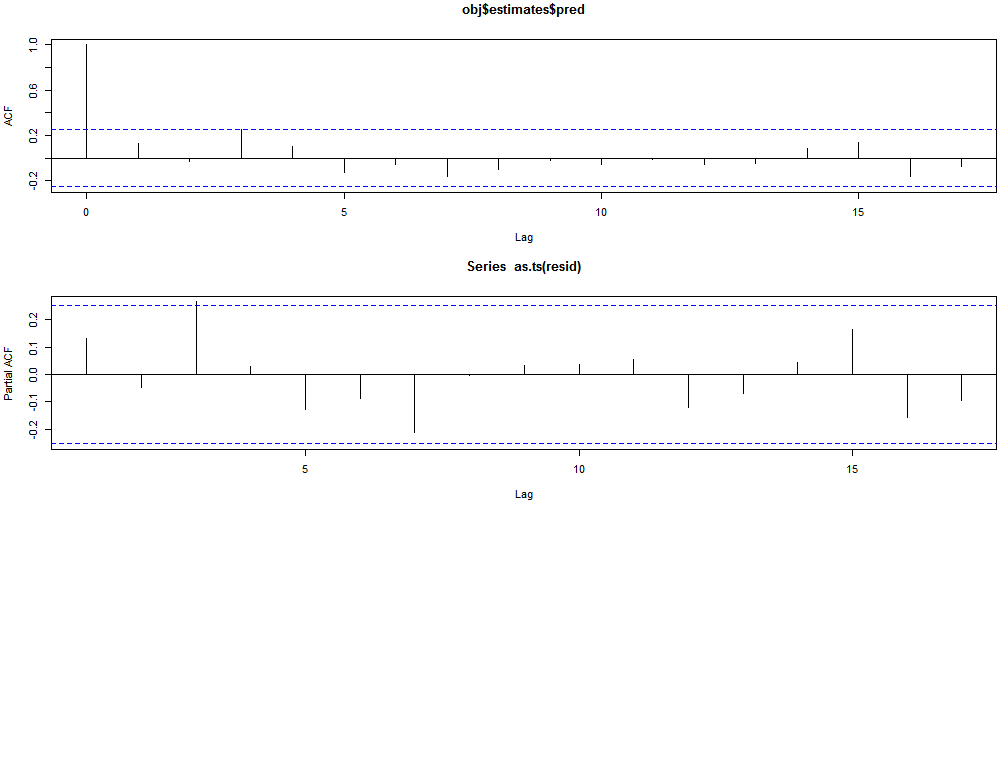 obj$estimates$pred
ACF
1.0
0.6
0.2
-0.2
0 5 10 15
Lag
Series as.ts(resid)
Partial ACF
0.2
0.1
0.0
-0.1
-0.2
5 10 15
Lag